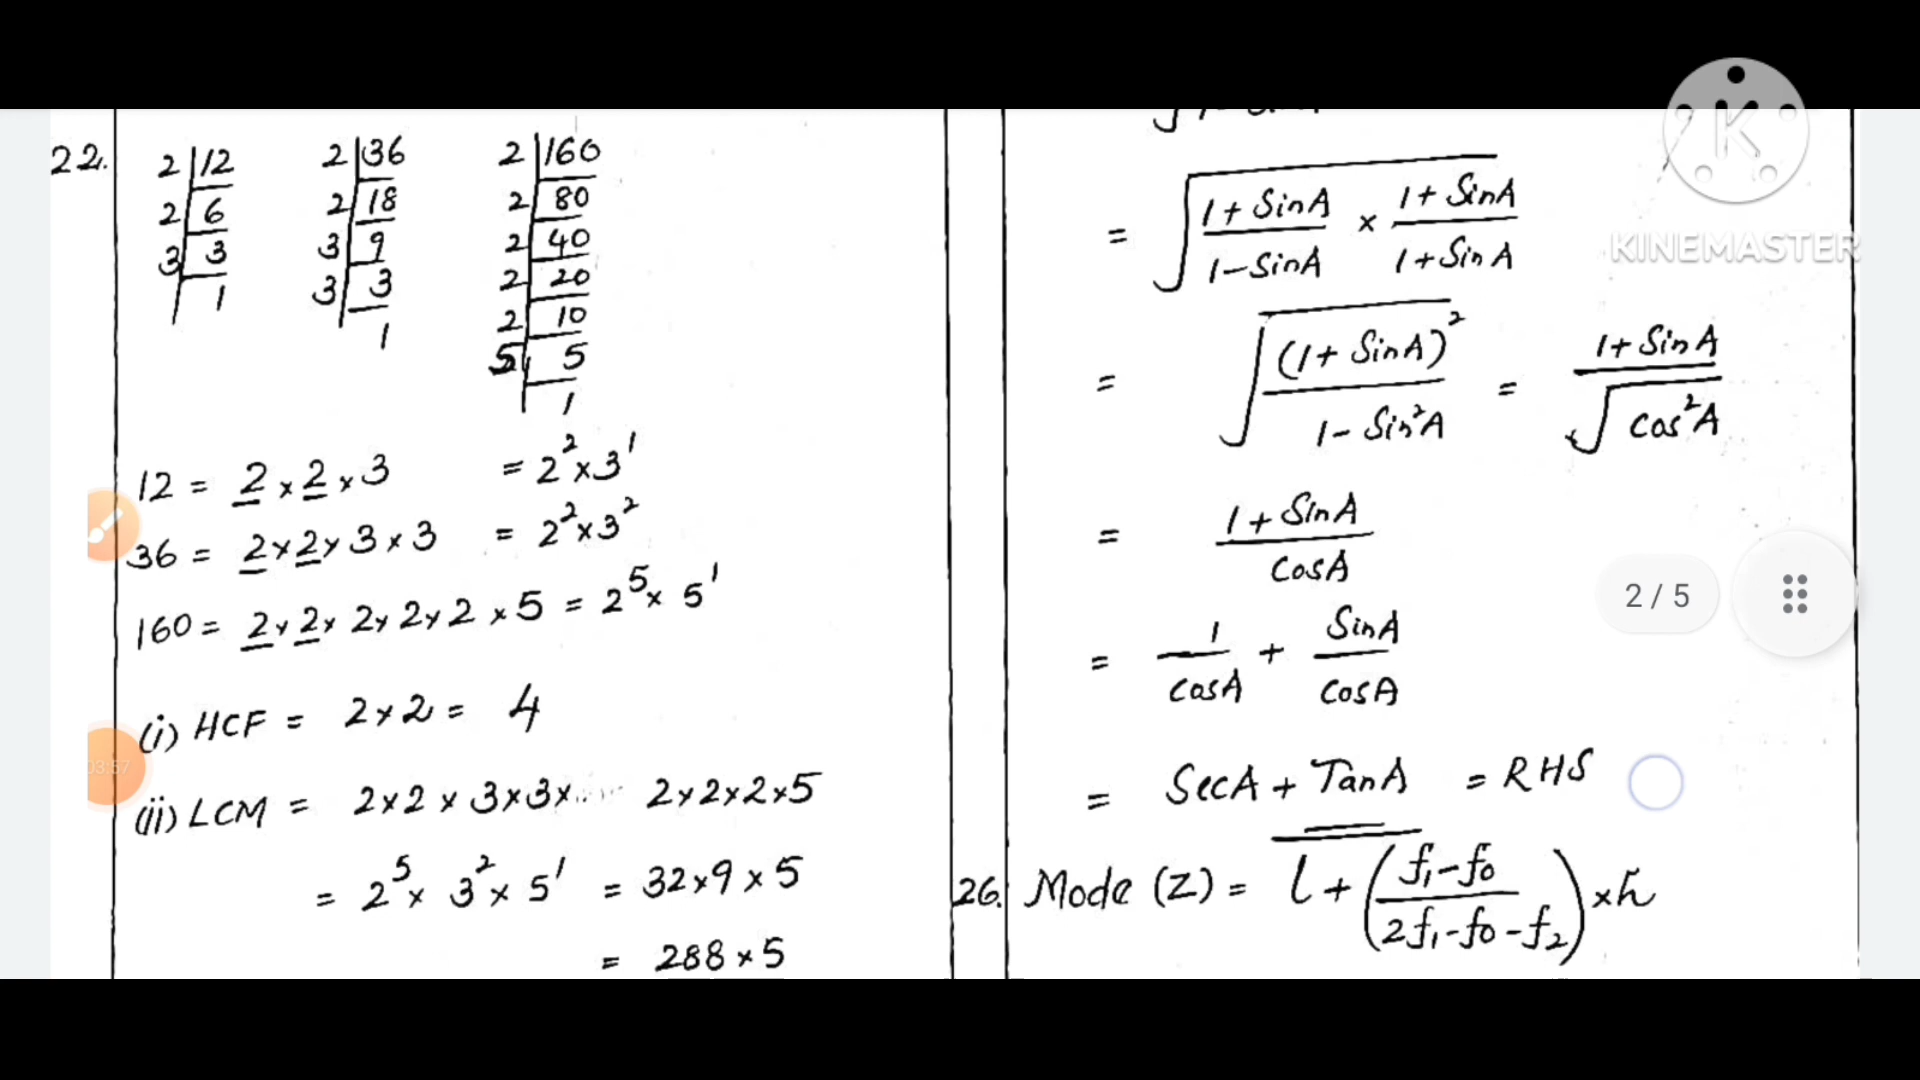 22.
2 | 12
2 | 6
3 | 3
1
2 | 36
2 | 18
3 | 9
3 | 3
1
2 | 160
2 | 80
2 | 40
2 | 20
2 | 10
5 | 5
1
12 = 2 × 2 × 3 = 2² × 3¹
36 = 2 × 2 × 3 × 3 = 2² × 3²
160 = 2 × 2 × 2 × 2 × 2 × 5 = 2⁵ × 5¹
(i) HCF = 2 × 2 = 4
(ii) LCM = 2 × 2 × 3 × 3 × 2 × 2 × 2 × 5
= 2⁵ × 3² × 5¹ = 32 × 9 × 5
= 288 × 5
= √((1 + SinA)/(1 - SinA) × (1 + SinA)/(1 + SinA))
= √((1 + SinA)²/(1 - Sin²A)) = (1 + SinA)/√(Cos²A)
= (1 + SinA)/CosA
= 1/CosA + SinA/CosA
= SecA + TanA = RHS
26. Mode (Z) = l + ((f₁ - f₀)/(2f₁ - f₀ - f₂)) × h
KINEMASTER
2 / 5
03:57